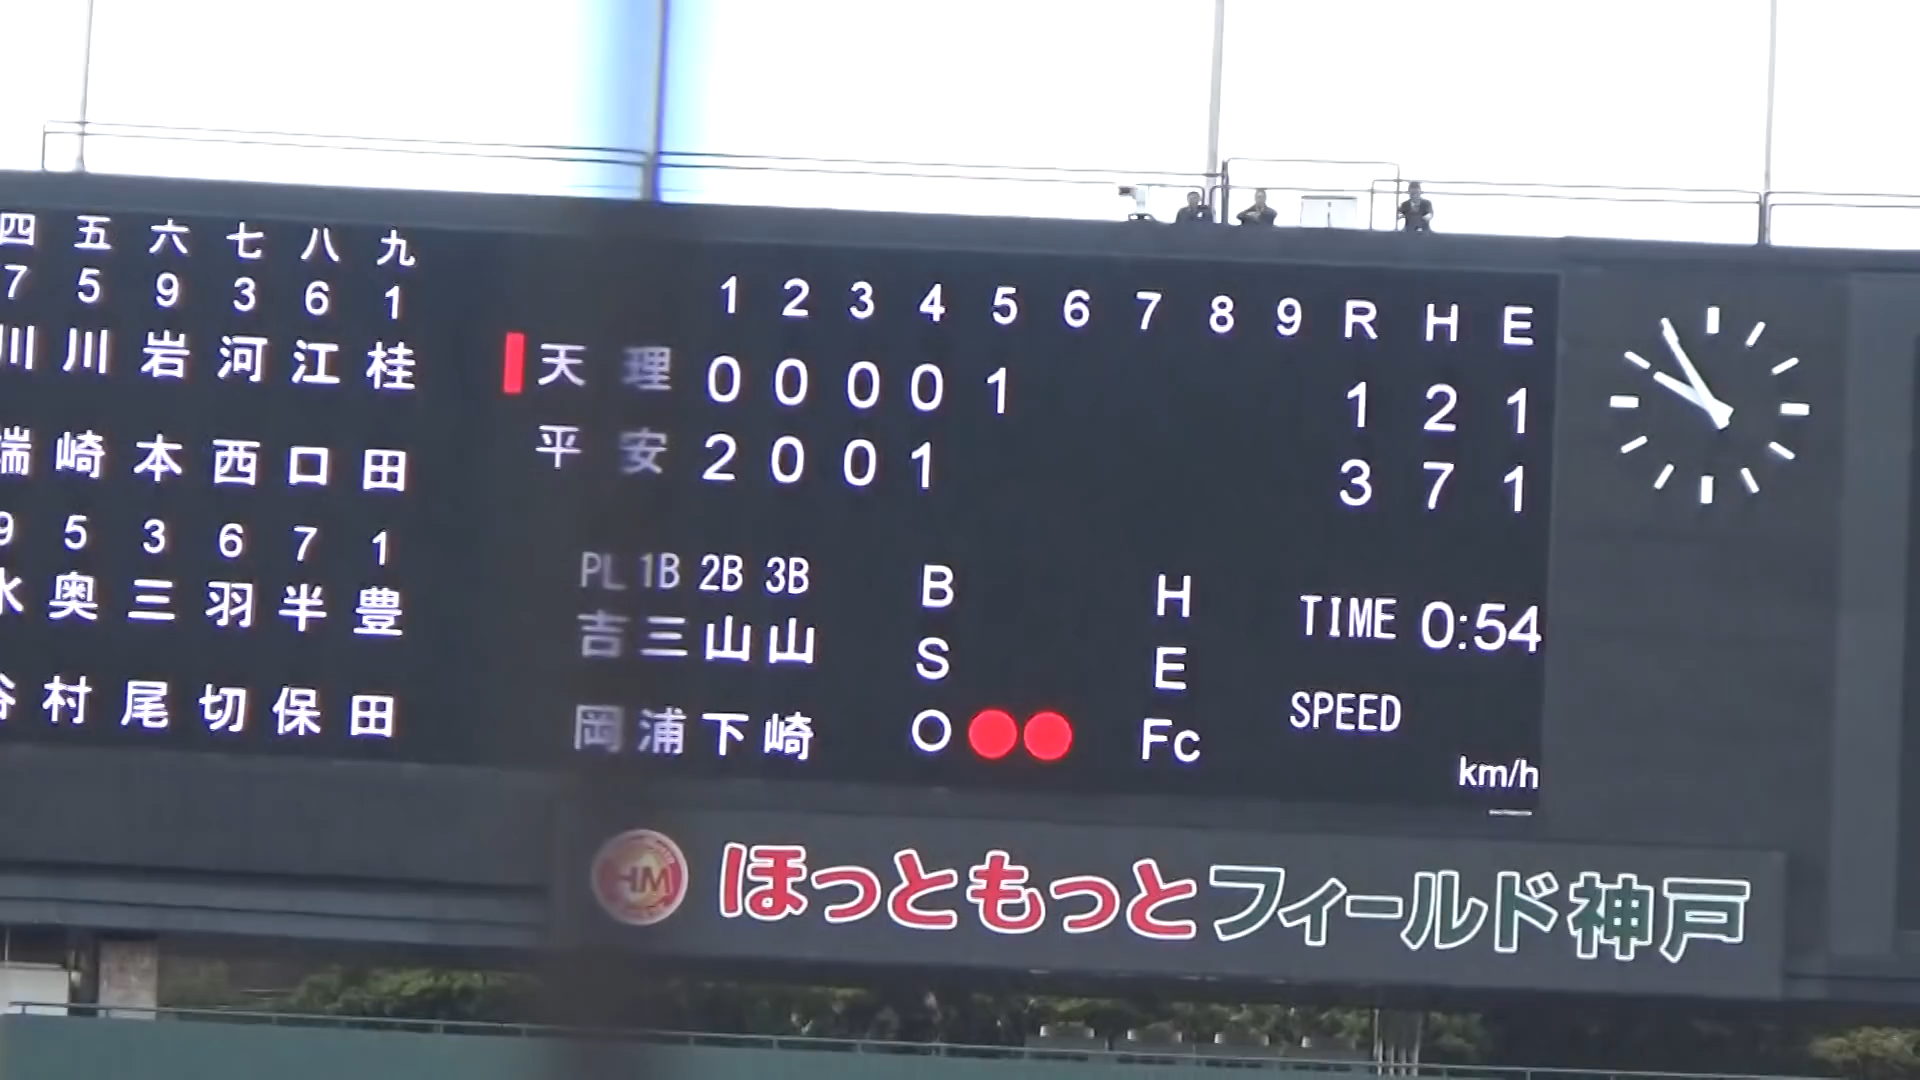 四 五 六 七 八 九
7 5 9 3 6 1
川 川 岩 河 江 桂
端 崎 本 西 口 田
9 5 3 6 7 1
水 奥 三 羽 半 豊
谷 村 尾 切 保 田
1 2 3 4 5 6 7 8 9 R H E
天理 0 0 0 0 1 1 2 1
平安 2 0 0 1 3 7 1
PL 1B 2B 3B
吉 三 山 山
岡 浦 下 崎
B
S
O
H
E
Fc
TIME 0:54
SPEED
km/h
HM ほっともっとフィールド神戸